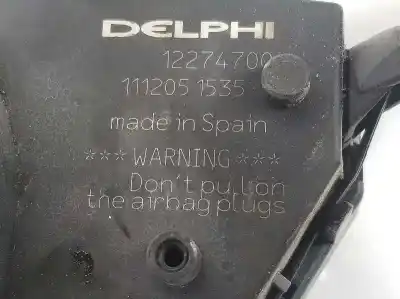 DELPHI
12274700
111205 1535
made in Spain
*** WARNING ***
Don't pull on
the airbag plugs